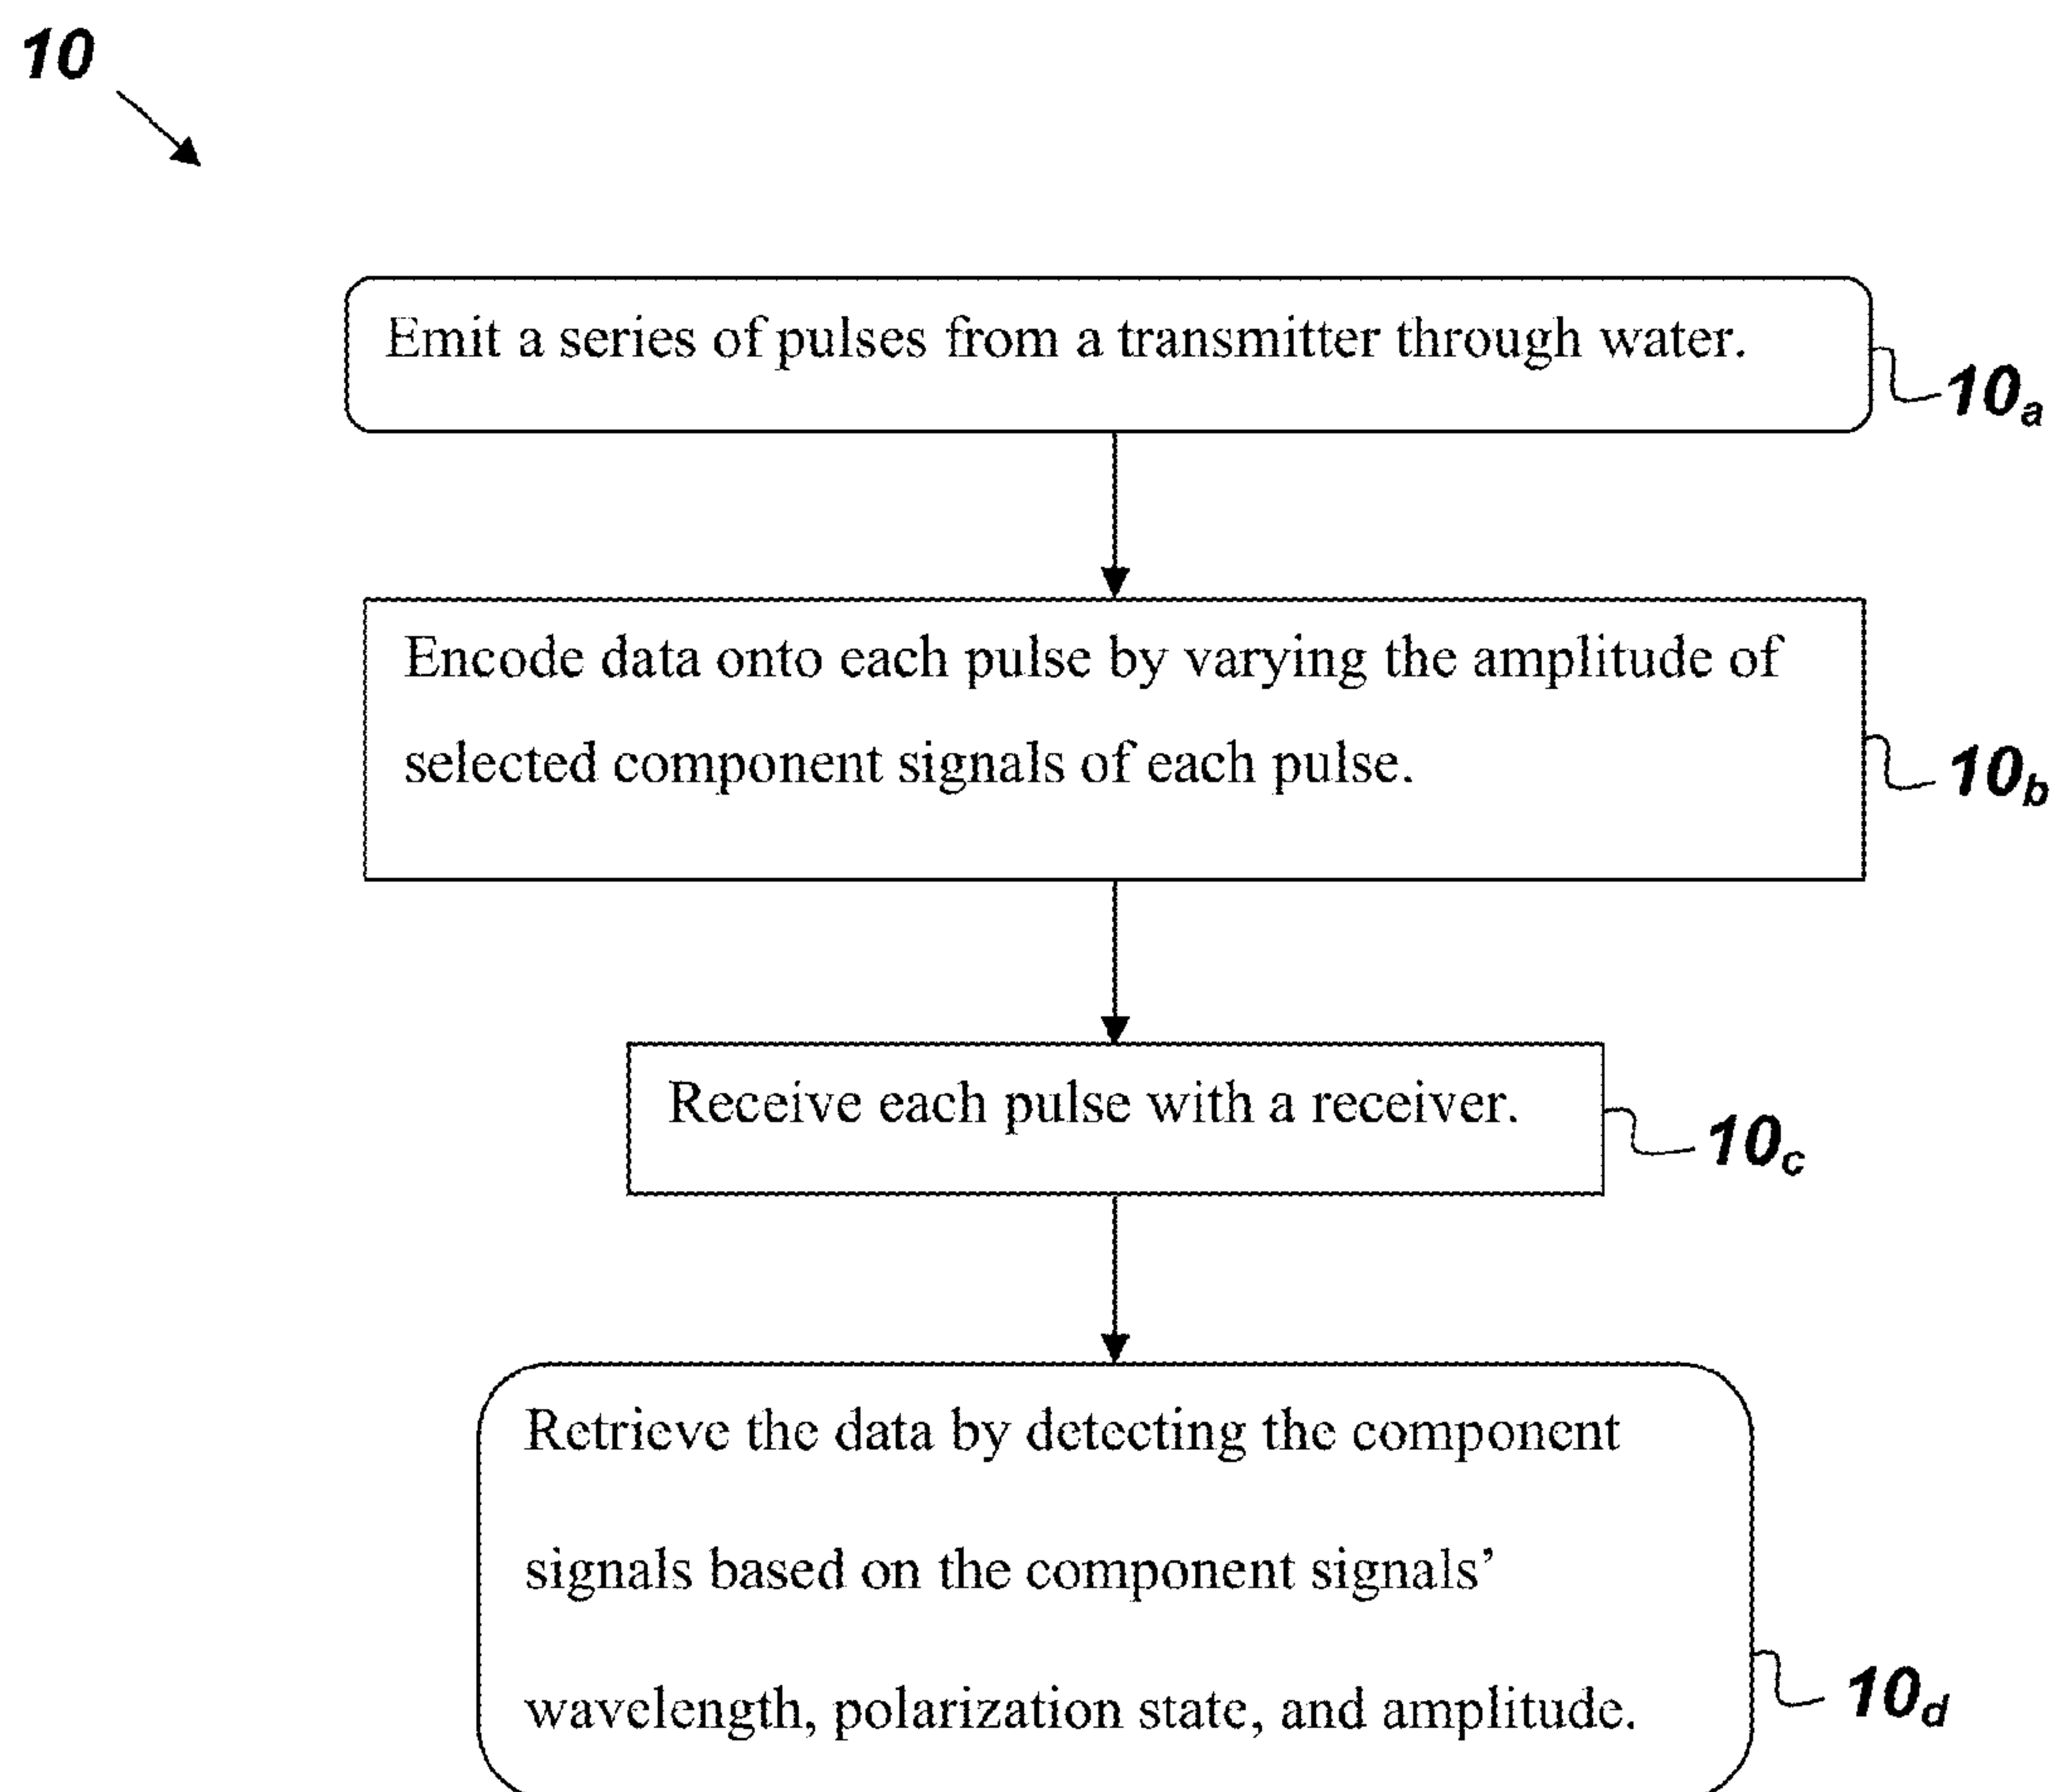 10
Emit a series of pulses from a transmitter through water.
10a
Encode data onto each pulse by varying the amplitude of
selected component signals of each pulse.
10b
Receive each pulse with a receiver.
10c
Retrieve the data by detecting the component
signals based on the component signals’
wavelength, polarization state, and amplitude.
10d